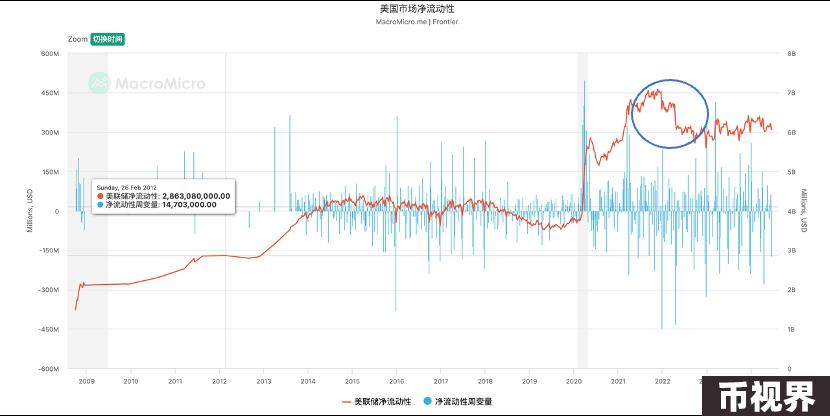 美国市场净流动性
MacroMicro.me | Frontier
Zoom 切换时间
600M
450M
300M
150M
0
-150M
-300M
-450M
-600M
Millions, USD
8B
7B
6B
5B
4B
3B
2B
1B
0
Millions, USD
MacroMicro
Sunday, 26 Feb 2012
美联储净流动性: 2,863,080,000.00
净流动性周变量: 14,703,000.00
2009 2010 2011 2012 2013 2014 2015 2016 2017 2018 2019 2020 2021 2022 2023
美联储净流动性 净流动性周变量
币视界